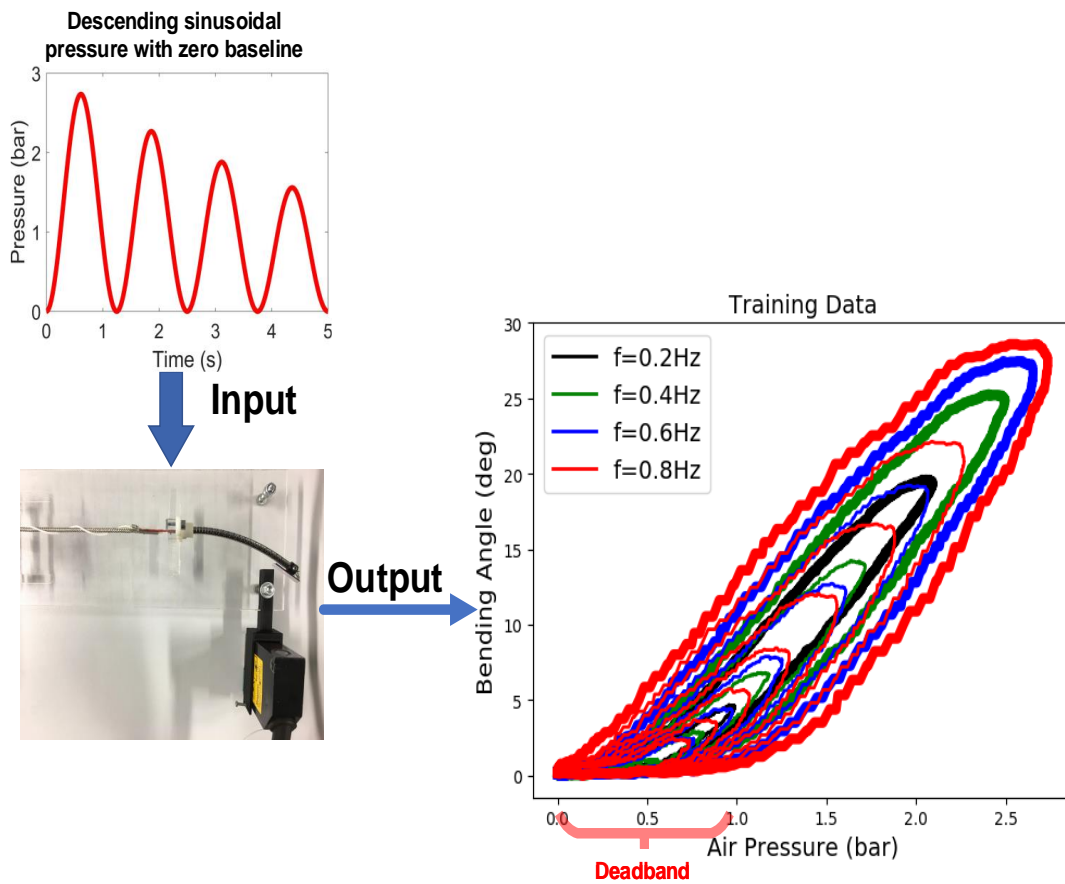 Descending sinusoidal
pressure with zero baseline
3
2
1
0
Pressure (bar)
0 1 2 3 4 5
Time (s)
Input
Output
Training Data
30
25
20
15
10
5
0
Bending Angle (deg)
f=0.2Hz
f=0.4Hz
f=0.6Hz
f=0.8Hz
0.0 0.5 1.0 1.5 2.0 2.5
Air Pressure (bar)
Deadband